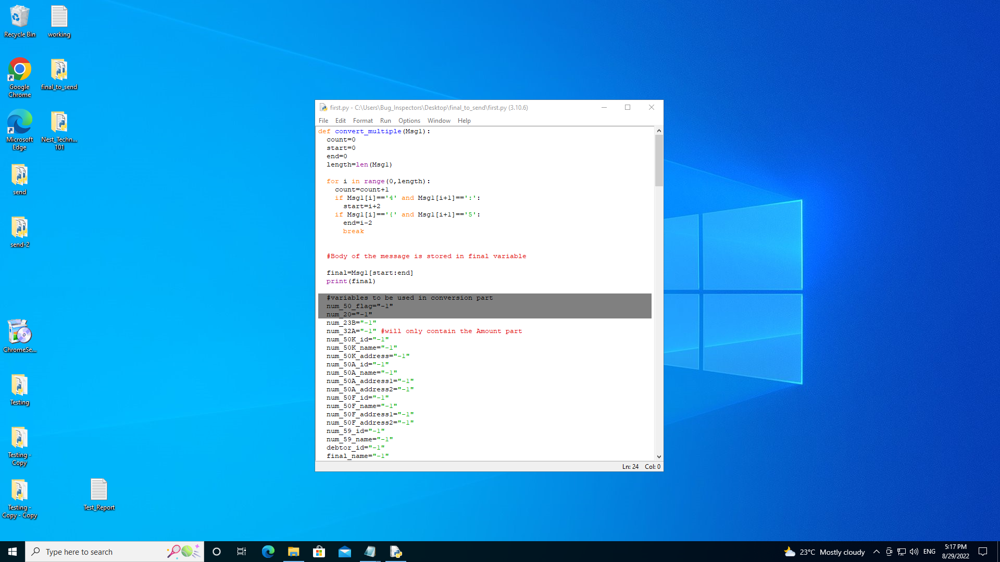 Recycle Bin
working
Google
Chrome
final_to_send
Microsoft
Edge
Nest_Techn...
101
send
send-2
ChromeSe...
Testing
Testing -
Copy
Testing -
Copy - Copy
Test_Report
first.py - C:\Users\Bug_Inspectors\Desktop\final_to_send\first.py (3.10.6)
File Edit Format Run Options Window Help
def convert_multiple(Msg1):
  count=0
  start=0
  end=0
  length=len(Msg1)
  for i in range(0,length):
    count=count+1
    if Msg1[i]=='4' and Msg1[i+1]==':':
      start=i+2
    if Msg1[i]=='{' and Msg1[i+1]=='5':
      end=i-2
      break
  #Body of the message is stored in final variable
  final=Msg1[start:end]
  print(final)
  #variables to be used in conversion part
  num_50_flag="-1"
  num_20="-1"
  num_23B="-1"
  num_32A="-1" #will only contain the Amount part
  num_50K_id="-1"
  num_50K_name="-1"
  num_50K_address="-1"
  num_50A_id="-1"
  num_50A_name="-1"
  num_50A_address1="-1"
  num_50A_address2="-1"
  num_50F_id="-1"
  num_50F_name="-1"
  num_50F_address1="-1"
  num_50F_address2="-1"
  num_59_id="-1"
  num_59_name="-1"
  debtor_id="-1"
  final_name="-1"
Ln: 24 Col: 0
Type here to search
23°C Mostly cloudy
ENG
5:17 PM
8/29/2022